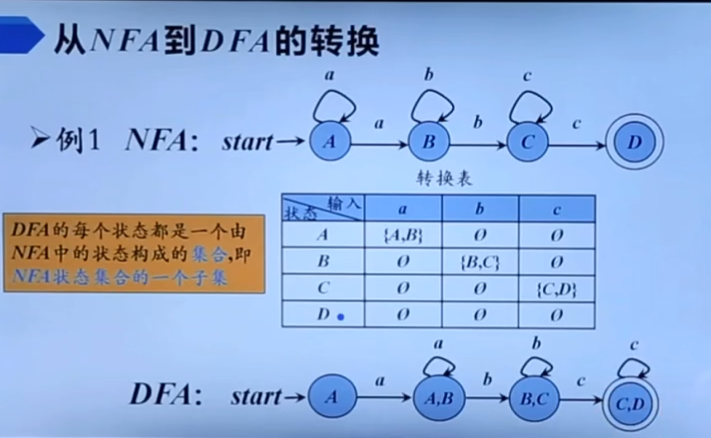 从NFA到DFA的转换
a b c
➢例1 NFA: start A a B b C c D
转换表
输入
状态 a b c
A {A,B} Ø Ø
B Ø {B,C} Ø
C Ø Ø {C,D}
D Ø Ø Ø
DFA的每个状态都是一个由
NFA中的状态构成的集合,即
NFA状态集合的一个子集
a b c
DFA: start A a A,B b B,C c C,D